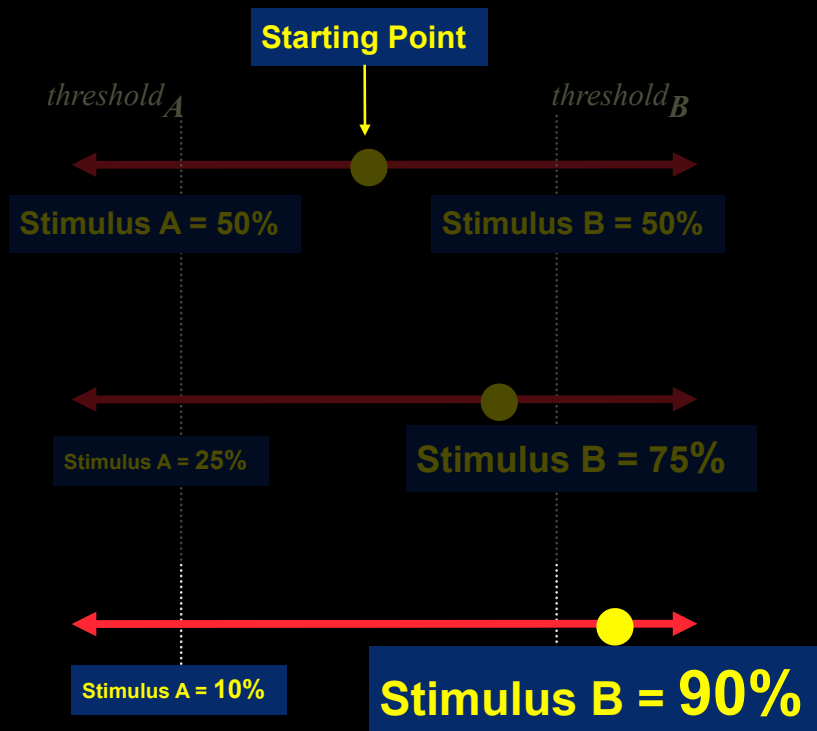 Starting Point
threshold A
threshold B
Stimulus A = 50%
Stimulus B = 50%
Stimulus A = 25%
Stimulus B = 75%
Stimulus A = 10%
Stimulus B = 90%